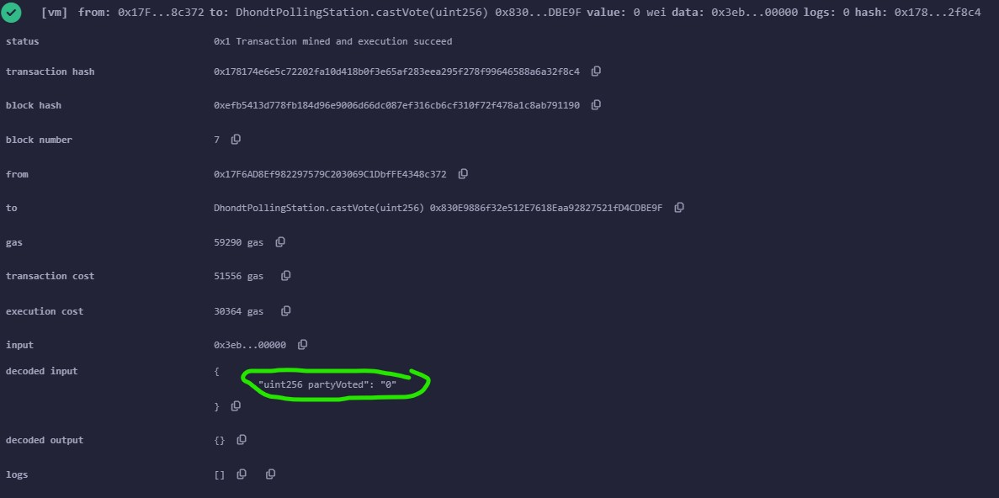 [vm] from: 0x17F...8c372 to: DhondtPollingStation.castVote(uint256) 0x830...DBE9F value: 0 wei data: 0x3eb...00000 logs: 0 hash: 0x178...2f8c4
status 0x1 Transaction mined and execution succeed
transaction hash 0x178174e6e5c72202fa10d418b0f3e65af283eea295f278f99646588a6a32f8c4
block hash 0xefb5413d778fb184d96e9006d66dc087ef316cb6cf310f72f478a1c8ab791190
block number 7
from 0x17F6AD8Ef982297579C203069C1DbfFE4348c372
to DhondtPollingStation.castVote(uint256) 0x830E9886f32e512E7618Eaa92827521fD4CDBE9F
gas 59290 gas
transaction cost 51556 gas
execution cost 30364 gas
input 0x3eb...00000
decoded input {
"uint256 partyVoted": "0"
}
decoded output {}
logs []